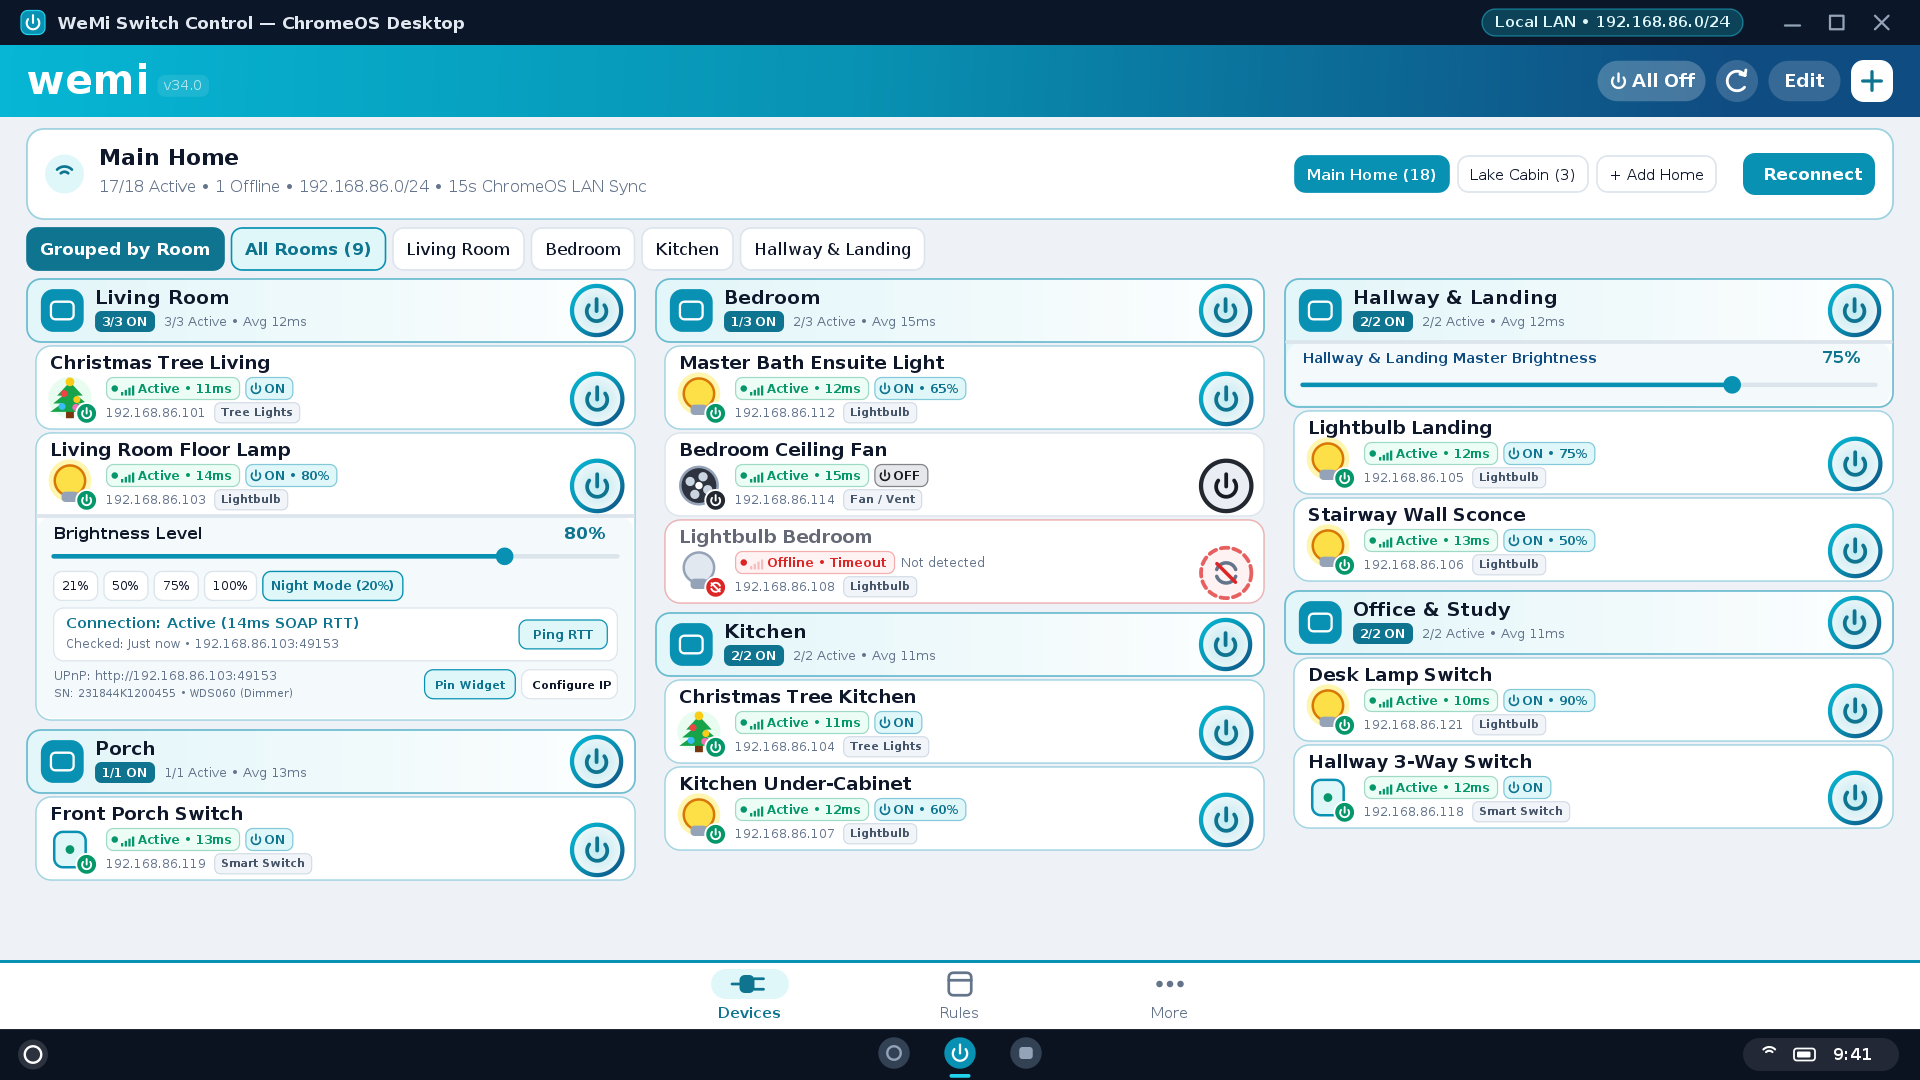 WeMi Switch Control — ChromeOS Desktop
Local LAN • 192.168.86.0/24
wemi v34.0
All Off
Edit
Main Home
17/18 Active • 1 Offline • 192.168.86.0/24 • 15s ChromeOS LAN Sync
Main Home (18)
Lake Cabin (3)
+ Add Home
Reconnect
Grouped by Room
All Rooms (9)
Living Room
Bedroom
Kitchen
Hallway & Landing
Living Room
3/3 ON 3/3 Active • Avg 12ms
Christmas Tree Living
Active • 11ms ON
192.168.86.101 Tree Lights
Living Room Floor Lamp
Active • 14ms ON • 80%
192.168.86.103 Lightbulb
Brightness Level 80%
21% 50% 75% 100% Night Mode (20%)
Connection: Active (14ms SOAP RTT)
Checked: Just now • 192.168.86.103:49153
Ping RTT
UPnP: http://192.168.86.103:49153
SN: 231844K1200455 • WDS060 (Dimmer)
Pin Widget
Configure IP
Porch
1/1 ON 1/1 Active • Avg 13ms
Front Porch Switch
Active • 13ms ON
192.168.86.119 Smart Switch
Bedroom
1/3 ON 2/3 Active • Avg 15ms
Master Bath Ensuite Light
Active • 12ms ON • 65%
192.168.86.112 Lightbulb
Bedroom Ceiling Fan
Active • 15ms OFF
192.168.86.114 Fan / Vent
Lightbulb Bedroom
Offline • Timeout Not detected
192.168.86.108 Lightbulb
Kitchen
2/2 ON 2/2 Active • Avg 11ms
Christmas Tree Kitchen
Active • 11ms ON
192.168.86.104 Tree Lights
Kitchen Under-Cabinet
Active • 12ms ON • 60%
192.168.86.107 Lightbulb
Hallway & Landing
2/2 ON 2/2 Active • Avg 12ms
Hallway & Landing Master Brightness 75%
Lightbulb Landing
Active • 12ms ON • 75%
192.168.86.105 Lightbulb
Stairway Wall Sconce
Active • 13ms ON • 50%
192.168.86.106 Lightbulb
Office & Study
2/2 ON 2/2 Active • Avg 11ms
Desk Lamp Switch
Active • 10ms ON • 90%
192.168.86.121 Lightbulb
Hallway 3-Way Switch
Active • 12ms ON
192.168.86.118 Smart Switch
Devices
Rules
More
9:41